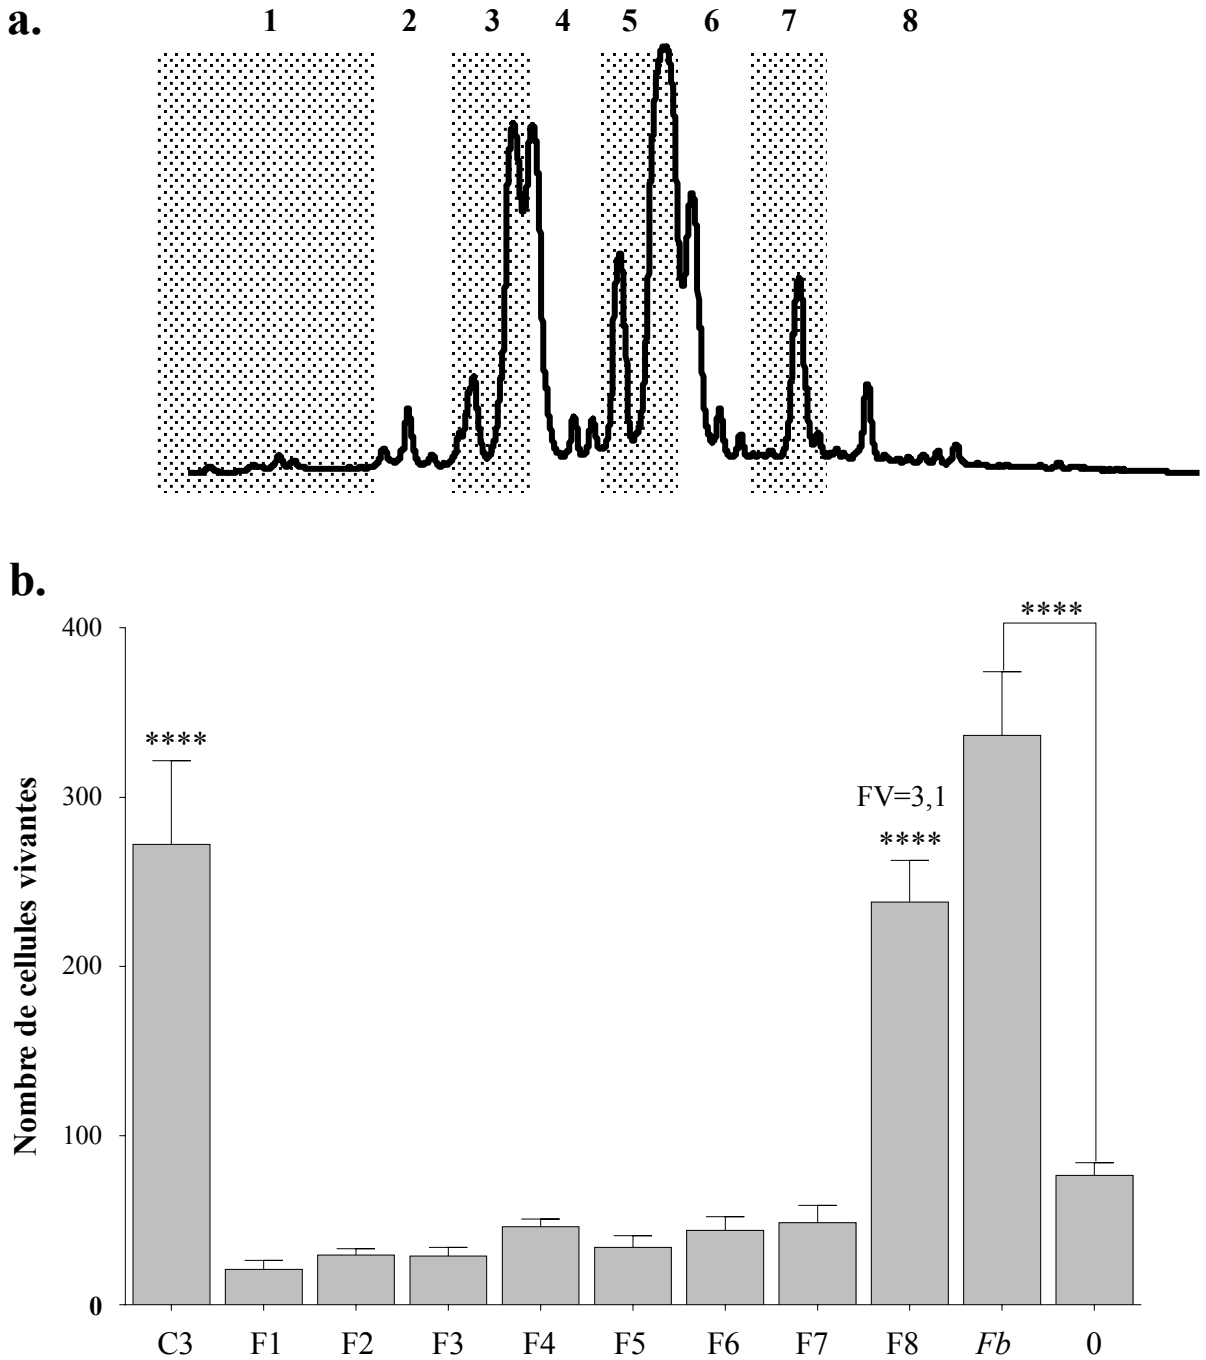 a.
1 2 3 4 5 6 7 8
b.
****
400
****
300
FV=3,1
****
200
100
0
Nombre de cellules vivantes
C3 F1 F2 F3 F4 F5 F6 F7 F8 Fb 0